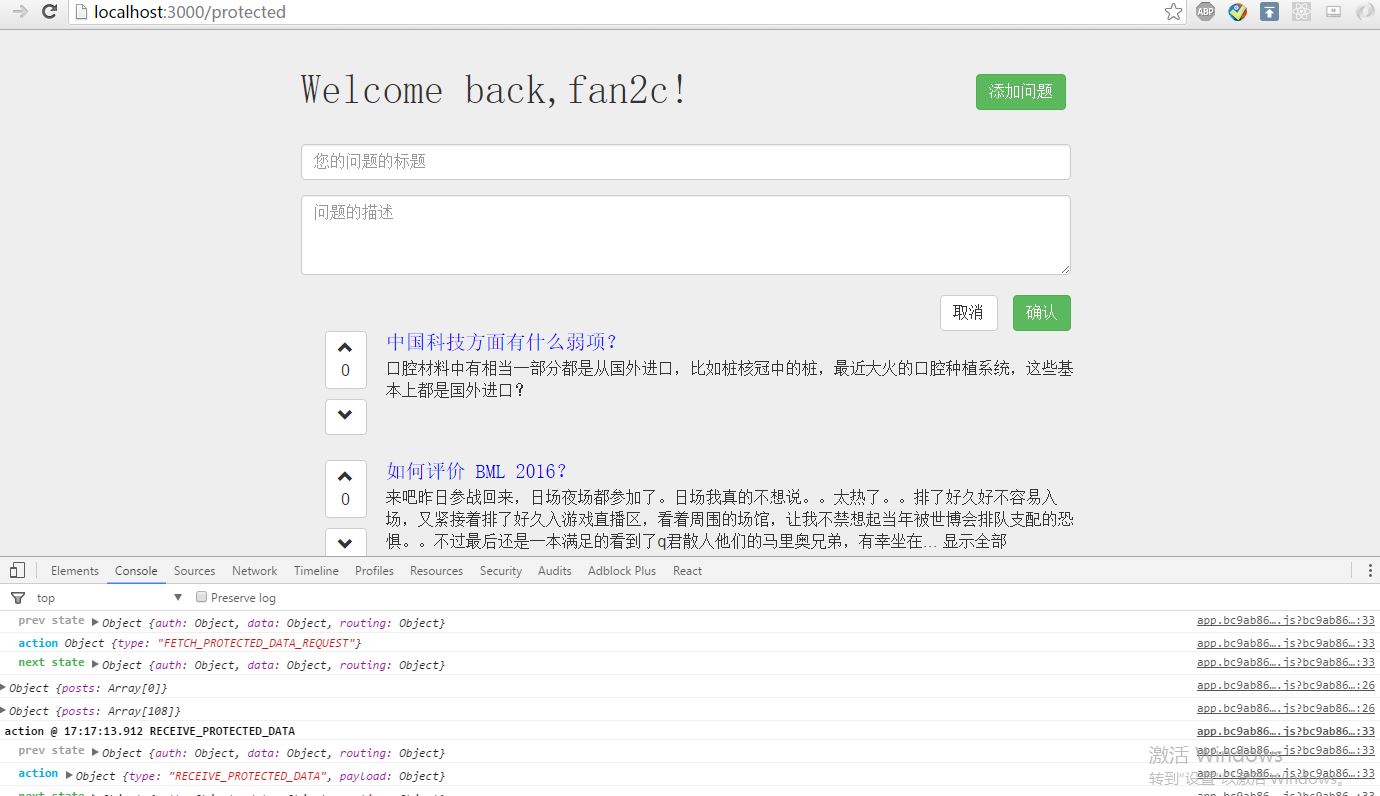 localhost:3000/protected
ABP
Welcome back,fan2c!
添加问题
您的问题的标题
问题的描述
取消 确认
0
中国科技方面有什么弱项？
口腔材料中有相当一部分都是从国外进口，比如桩核冠中的桩，最近大火的口腔种植系统，这些基
本上都是国外进口？
0
如何评价 BML 2016？
来吧昨日参战回来，日场夜场都参加了。日场我真的不想说。。太热了。。排了好久好不容易入
场，又紧接着排了好久入游戏直播区，看着周围的场馆，让我不禁想起当年被世博会排队支配的恐
惧。。不过最后还是一本满足的看到了q君散人他们的马里奥兄弟，有幸坐在... 显示全部
Elements Console Sources Network Timeline Profiles Resources Security Audits Adblock Plus React
top Preserve log
prev state Object {auth: Object, data: Object, routing: Object} app.bc9ab86….js?bc9ab86…:33
action Object {type: "FETCH_PROTECTED_DATA_REQUEST"} app.bc9ab86….js?bc9ab86…:33
next state Object {auth: Object, data: Object, routing: Object} app.bc9ab86….js?bc9ab86…:33
Object {posts: Array[0]} app.bc9ab86….js?bc9ab86…:26
Object {posts: Array[108]} app.bc9ab86….js?bc9ab86…:26
action @ 17:17:13.912 RECEIVE_PROTECTED_DATA app.bc9ab86….js?bc9ab86…:33
prev state Object {auth: Object, data: Object, routing: Object} app.bc9ab86….js?bc9ab86…:33
激活 Windows
action Object {type: "RECEIVE_PROTECTED_DATA", payload: Object} app.bc9ab86….js?bc9ab86…:33
转到"设置"以激活 Windows。
next state Object {auth: Object, data: Object, routing: Object} app.bc9ab86….js?bc9ab86…:33